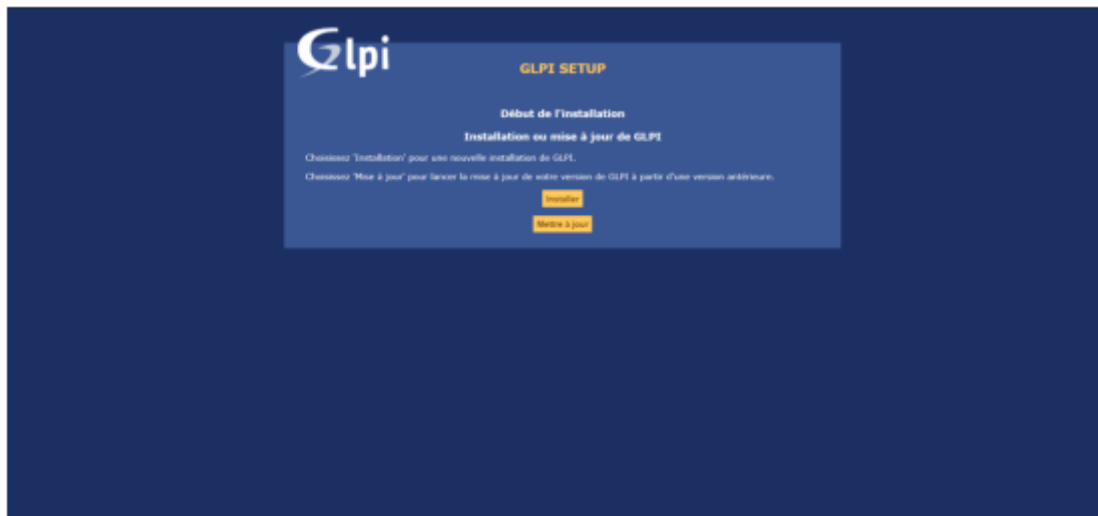 Glpi
GLPI SETUP
Début de l'installation
Installation ou mise à jour de GLPI
Choisissez 'Installation' pour une nouvelle installation de GLPI.
Choisissez 'Mise à jour' pour lancer la mise à jour de votre version de GLPI à partir d'une version antérieure.
Installer
Mettre à jour